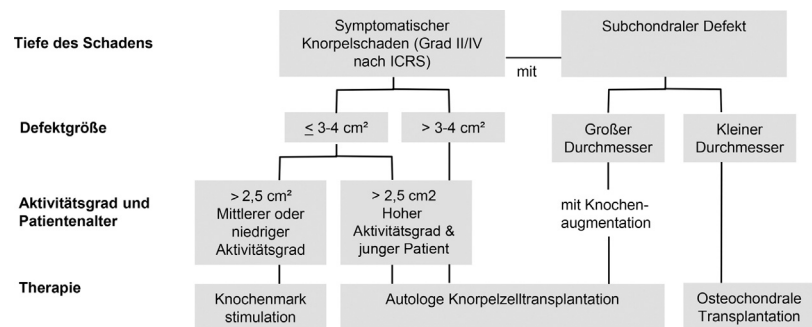 Tiefe des Schadens
Symptomatischer
Knorpelschaden (Grad II/IV
nach ICRS)
mit
Subchondraler Defekt
Defektgröße
≤ 3-4 cm²
> 3-4 cm²
Großer
Durchmesser
Kleiner
Durchmesser
Aktivitätsgrad und
Patientenalter
> 2,5 cm²
Mittlerer oder
niedriger
Aktivitätsgrad
> 2,5 cm2
Hoher
Aktivitätsgrad &
junger Patient
mit Knochen-
augmentation
Therapie
Knochenmark
stimulation
Autologe Knorpelzelltransplantation
Osteochondrale
Transplantation